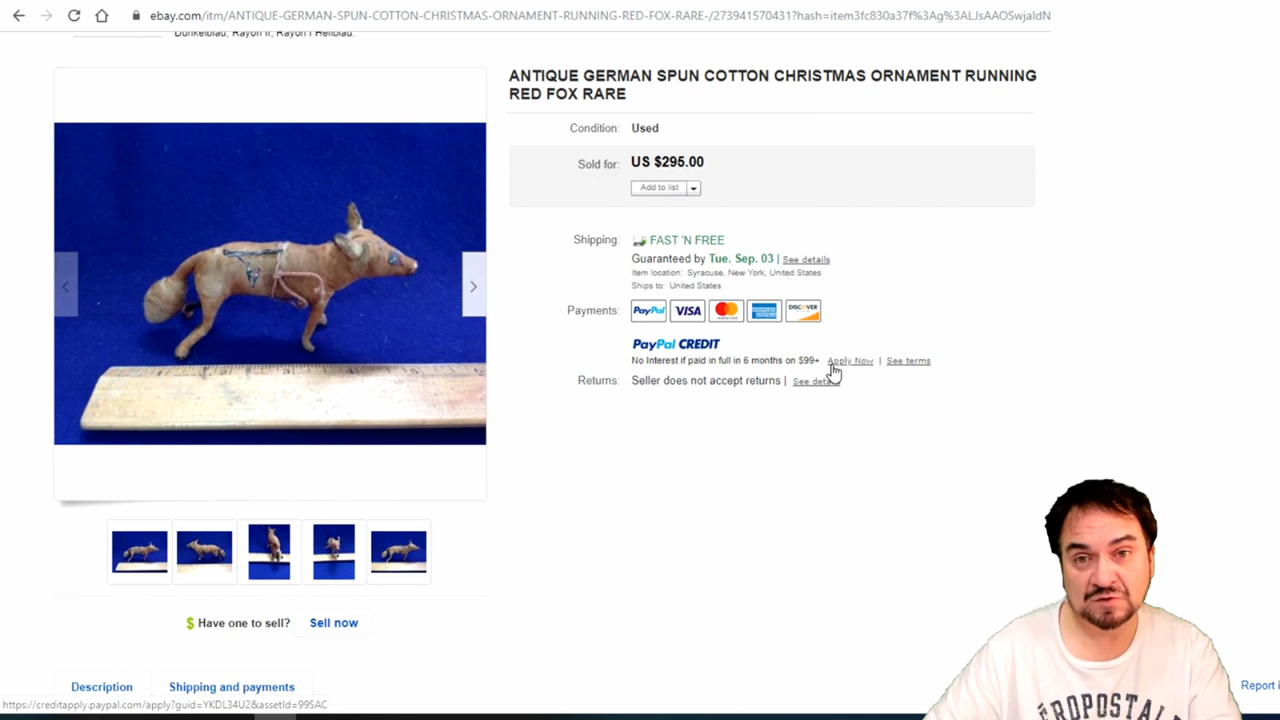 ebay.com/itm/ANTIQUE-GERMAN-SPUN-COTTON-CHRISTMAS-ORNAMENT-RUNNING-RED-FOX-RARE-/273941570431?hash=item3fc830a37f%3Ag%3ALJsAAOSwjaldN
Dunkelblau, Rayon II, Rayon I Hellblau.
ANTIQUE GERMAN SPUN COTTON CHRISTMAS ORNAMENT RUNNING
RED FOX RARE
Condition: Used
Sold for: US $295.00
Add to list
Shipping: FAST 'N FREE
Guaranteed by Tue. Sep. 03 | See details
Item location: Syracuse, New York, United States
Ships to: United States
Payments: PayPal VISA MasterCard AMERICAN EXPRESS DISCOVER
PayPal CREDIT
No Interest if paid in full in 6 months on $99+. Apply Now | See terms
Returns: Seller does not accept returns | See details
$ Have one to sell? Sell now
Description Shipping and payments
Report i
https://creditapply.paypal.com/apply?guid=YKDL34U2&assetId=99SAC
ÉROPOSTAL